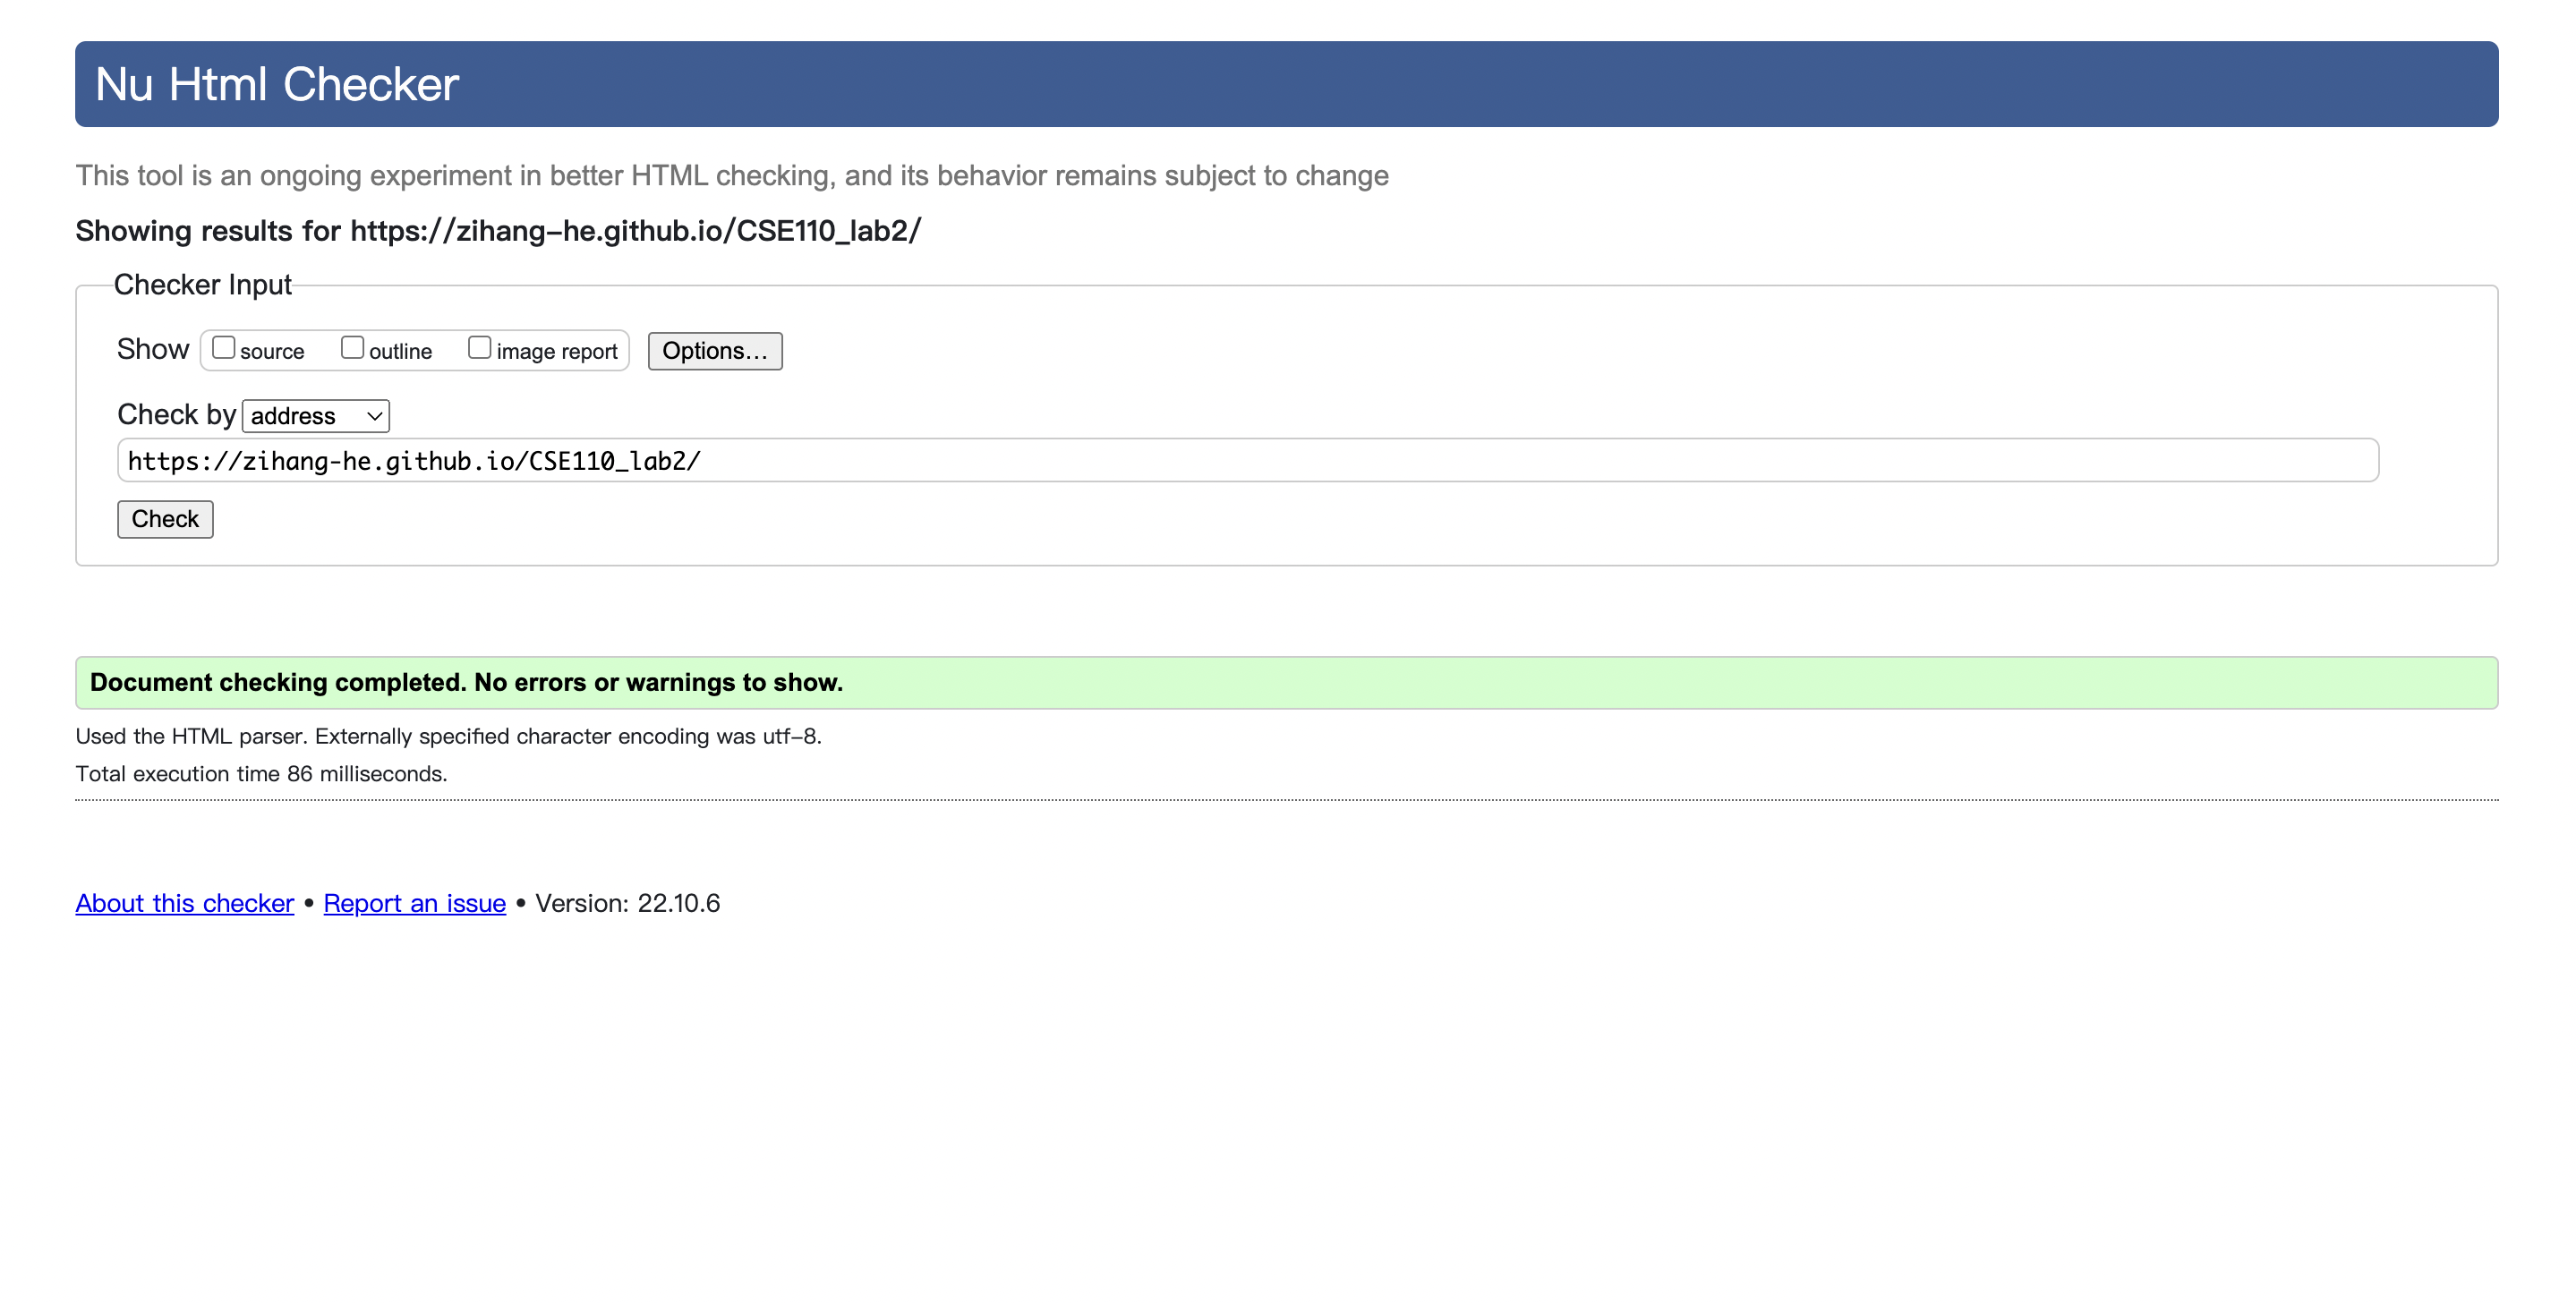 Nu Html Checker
This tool is an ongoing experiment in better HTML checking, and its behavior remains subject to change
Showing results for https://zihang-he.github.io/CSE110_lab2/
Checker Input
Show source outline image report Options...
Check by address
https://zihang-he.github.io/CSE110_lab2/
Check
Document checking completed. No errors or warnings to show.
Used the HTML parser. Externally specified character encoding was utf-8.
Total execution time 86 milliseconds.
About this checker • Report an issue • Version: 22.10.6